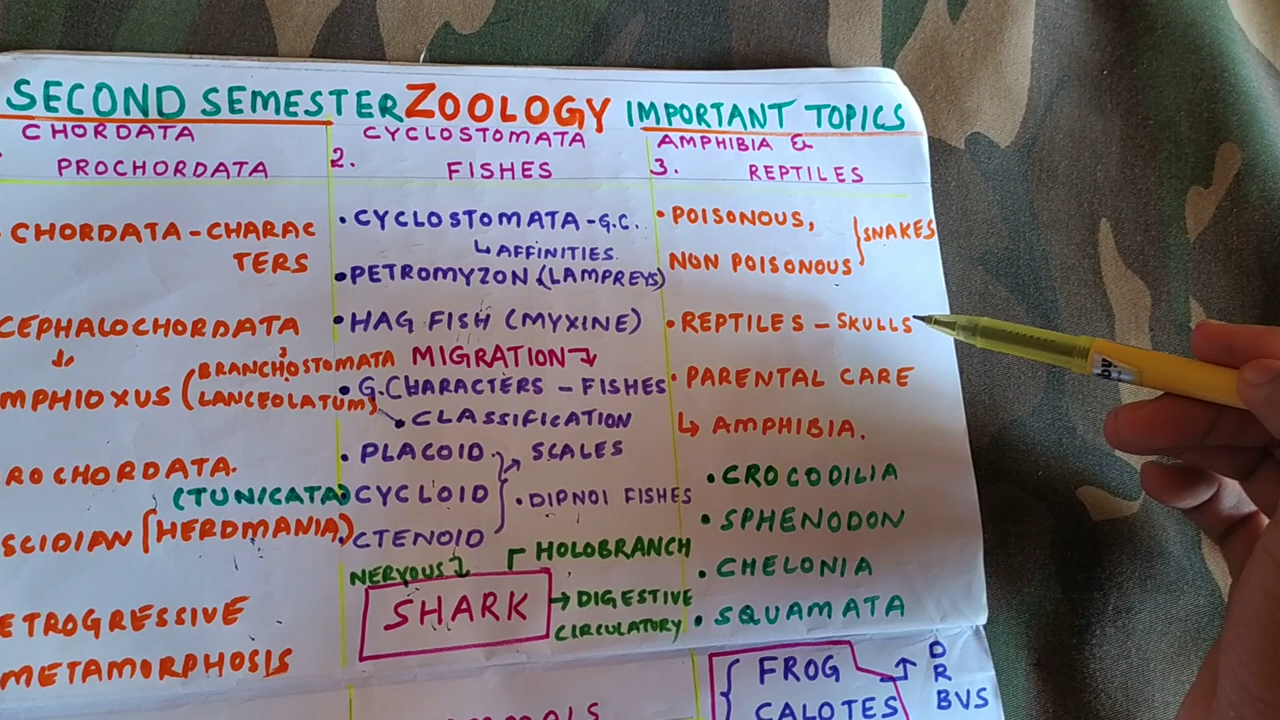 SECOND SEMESTER ZOOLOGY IMPORTANT TOPICS
CHORDATA
PROCHORDATA
• CHORDATA - CHARAC
TERS
CEPHALOCHORDATA
MPHIOXUS (BRANCHOSTOMATA
LANCEOLATUM)
ROCHORDATA.
(TUNICATA)
SCIDIAN (HERDMANIA)
ETROGRESSIVE
METAMORPHOSIS
CYCLOSTOMATA
2. FISHES
• CYCLOSTOMATA - G.C.
↳ AFFINITIES.
• PETROMYZON (LAMPREYS)
• HAG FISH (MYXINE)
MIGRATION
• G.CHARACTERS - FISHES
• CLASSIFICATION
• PLACOID SCALES
• CYCLOID • DIPNOI FISHES
• CTENOID
HOLOBRANCH
NERVOUS
SHARK → DIGESTIVE
CIRCULATORY
AMPHIBIA &
3. REPTILES
• POISONOUS, SNAKES
NON POISONOUS
• REPTILES - SKULLS
• PARENTAL CARE
↳ AMPHIBIA.
• CROCODILIA
• SPHENODON
• CHELONIA
• SQUAMATA
FROG D
CALOTES R
BVS